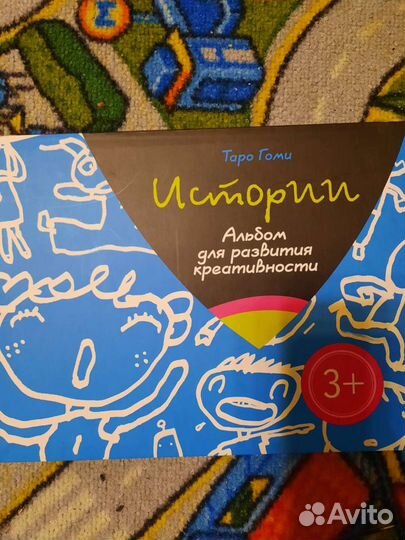 Таро Гоми
Истории
Альбом
для развития
креативности
3+
Avito